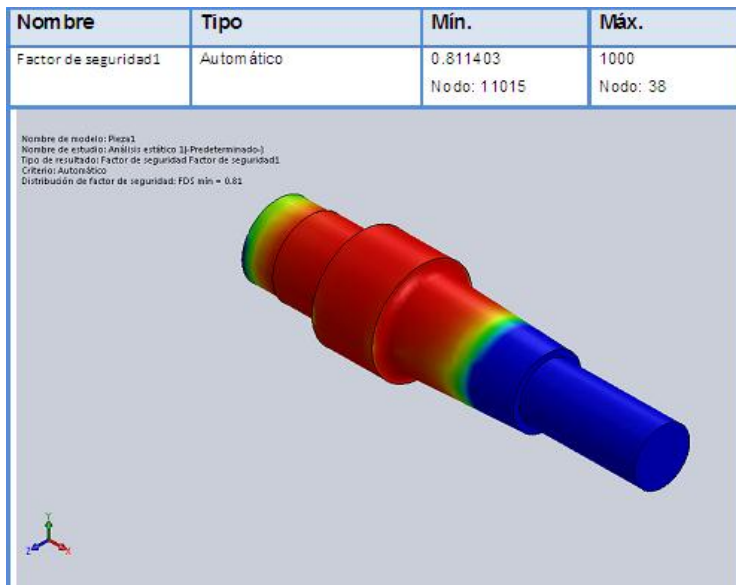 Nombre Tipo Mín. Máx.
Factor de seguridad1 Automático 0.811403 1000
Nodo: 11015 Nodo: 38
Nombre de modelo: Pieza1
Nombre de estudio: Análisis estático 1(-Predeterminado-)
Tipo de resultado: Factor de seguridad Factor de seguridad1
Criterio: Automático
Distribución de factor de seguridad: FDS mín = 0.81
Y
Z X